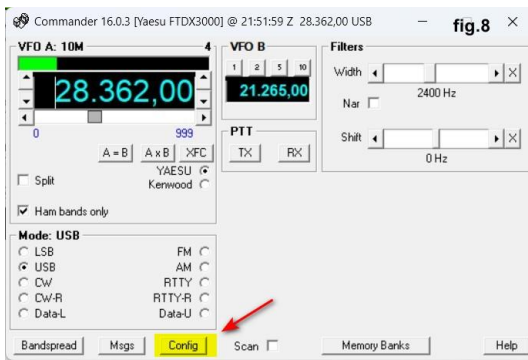 Commander 16.0.3 [Yaesu FTDX3000] @ 21:51:59 Z 28.362,00 USB
fig.8
VFO A: 10M 4
28.362,00
0 999
A = B A x B XFC
YAESU
Split Kenwood
Ham bands only
VFO B
1 2 5 10
21.265,00
PTT
TX RX
Filters
Width
2400 Hz
Nar
Shift
0 Hz
Mode: USB
LSB FM
USB AM
CW RTTY
CW-R RTTY-R
Data-L Data-U
Bandspread Msgs Config Scan Memory Banks Help